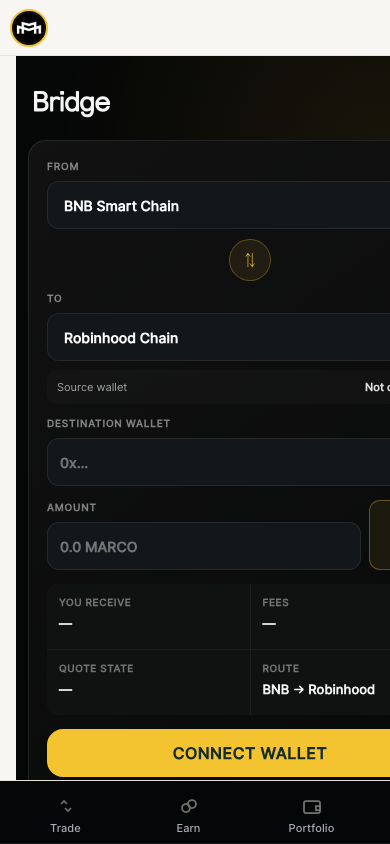 Bridge
FROM
BNB Smart Chain
TO
Robinhood Chain
Source wallet
Not
DESTINATION WALLET
0x...
AMOUNT
0.0 MARCO
YOU RECEIVE
FEES
—
—
QUOTE STATE
ROUTE
—
BNB → Robinhood
CONNECT WALLET
Trade
Earn
Portfolio